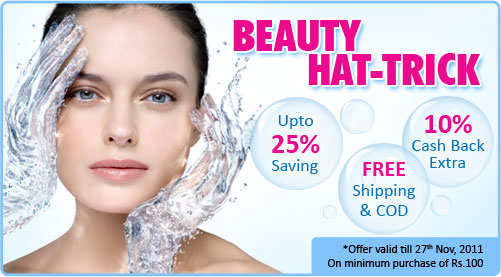 BEAUTY
HAT-TRICK
Upto
25%
Saving
FREE
Shipping
& COD
10%
Cash Back
Extra
*Offer valid till 27th Nov, 2011
On minimum purchase of Rs.100